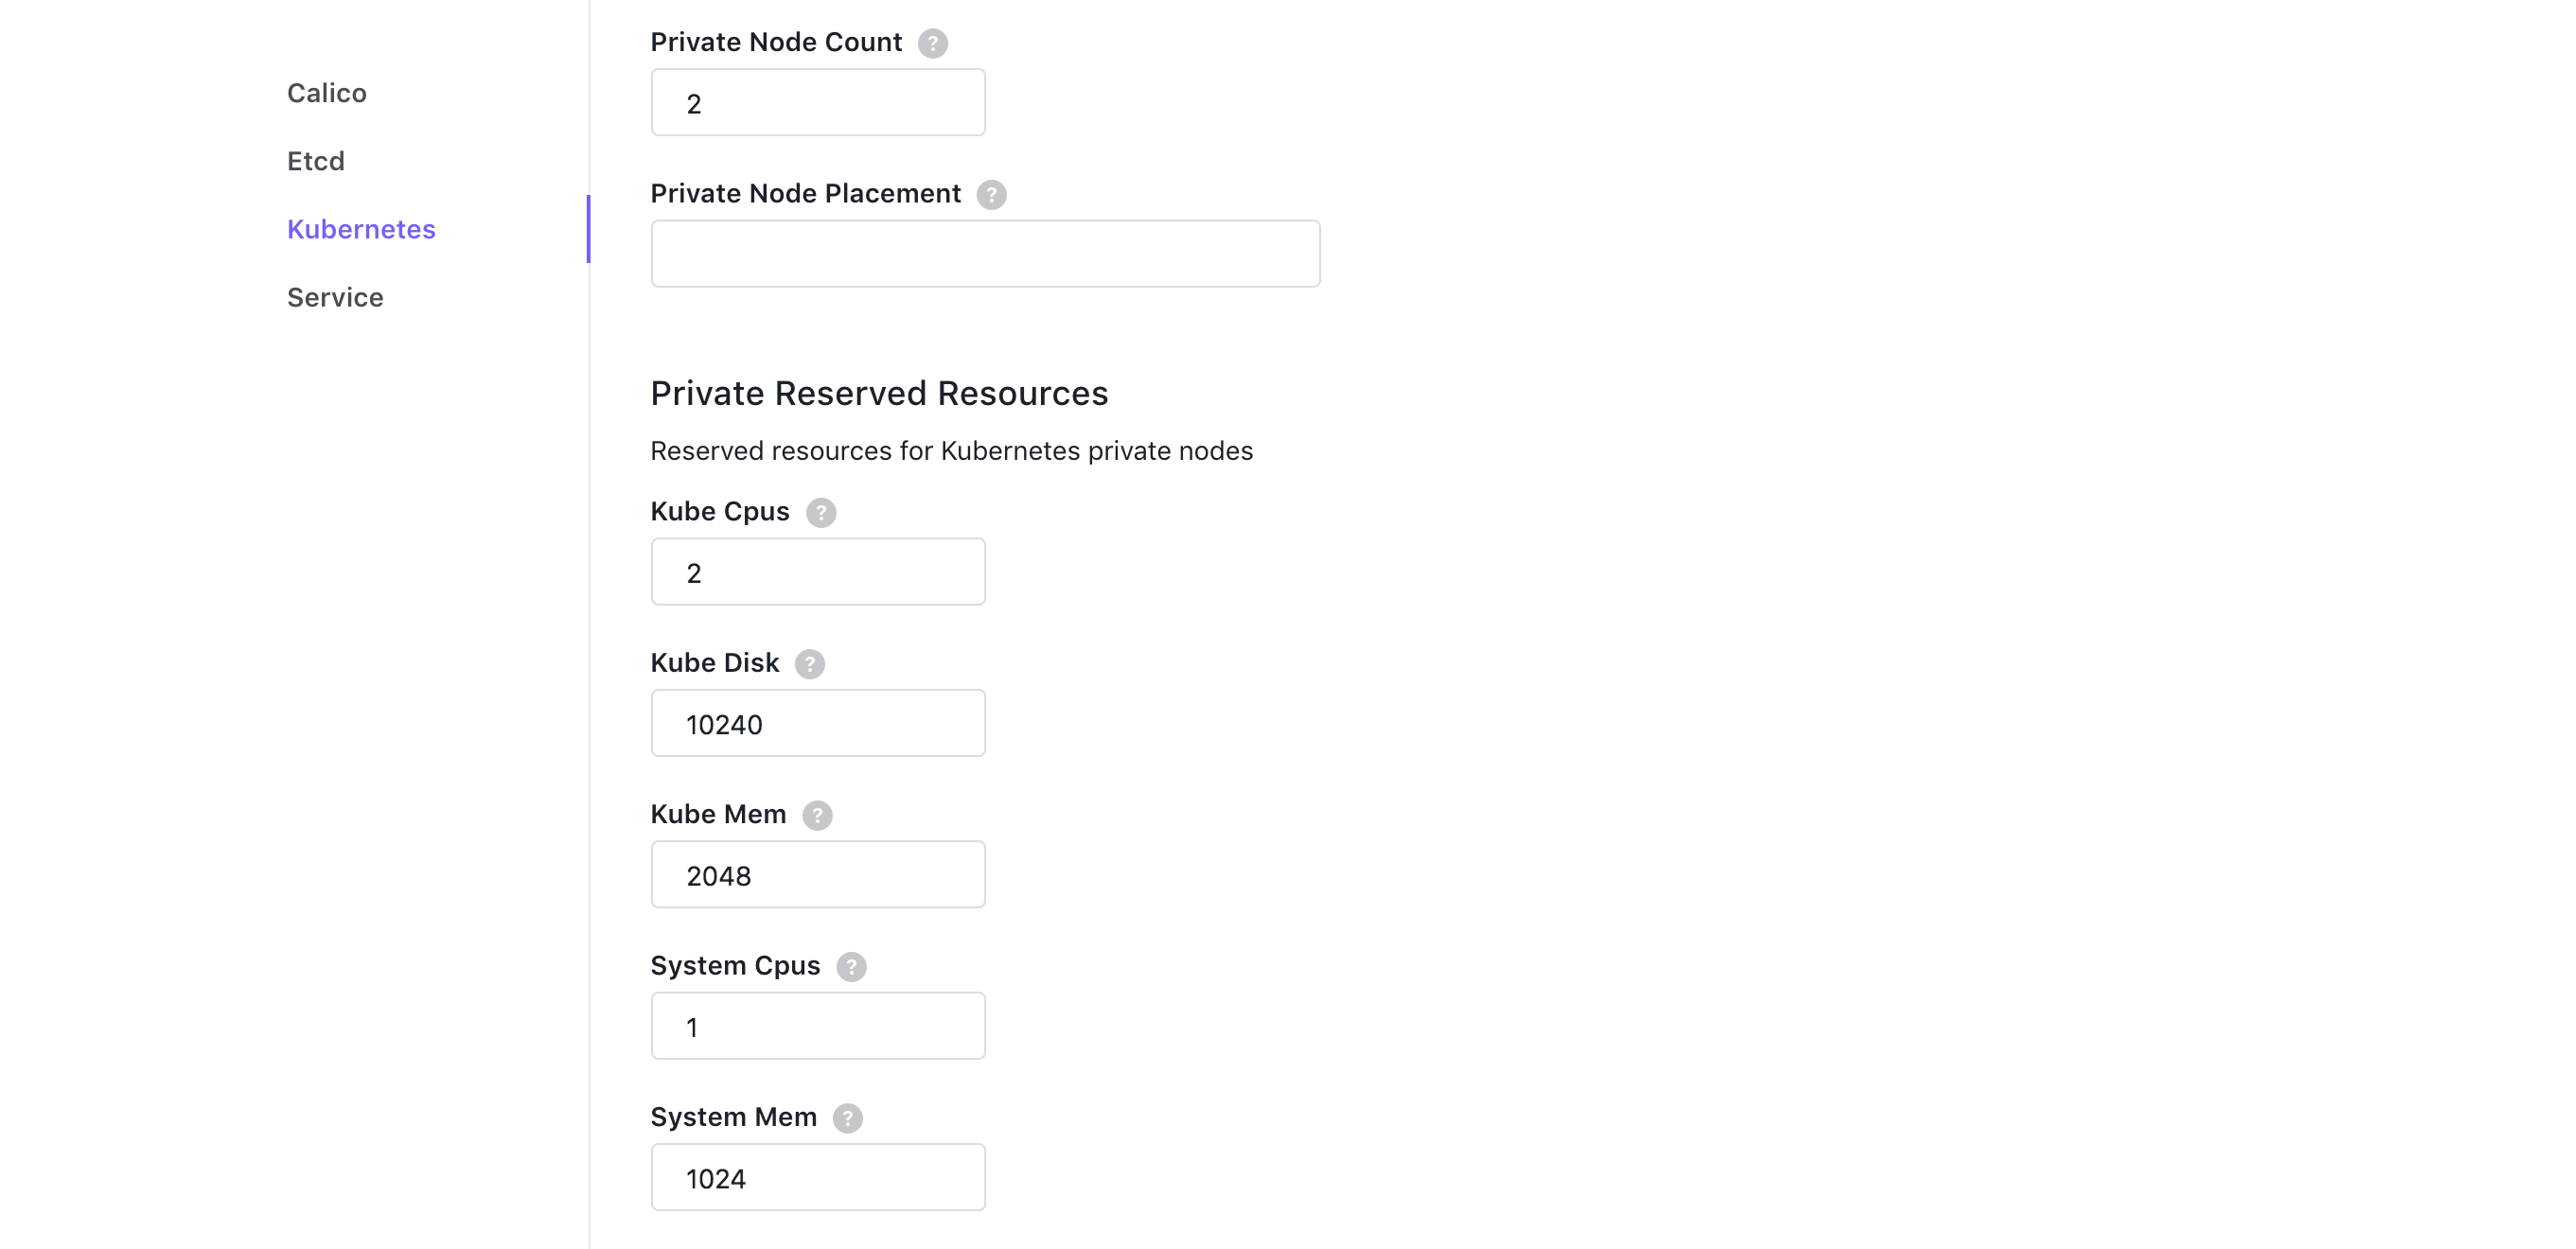 Calico
Etcd
Kubernetes
Service
Private Node Count ?
2
Private Node Placement ?
Private Reserved Resources
Reserved resources for Kubernetes private nodes
Kube Cpus ?
2
Kube Disk ?
10240
Kube Mem ?
2048
System Cpus ?
1
System Mem ?
1024